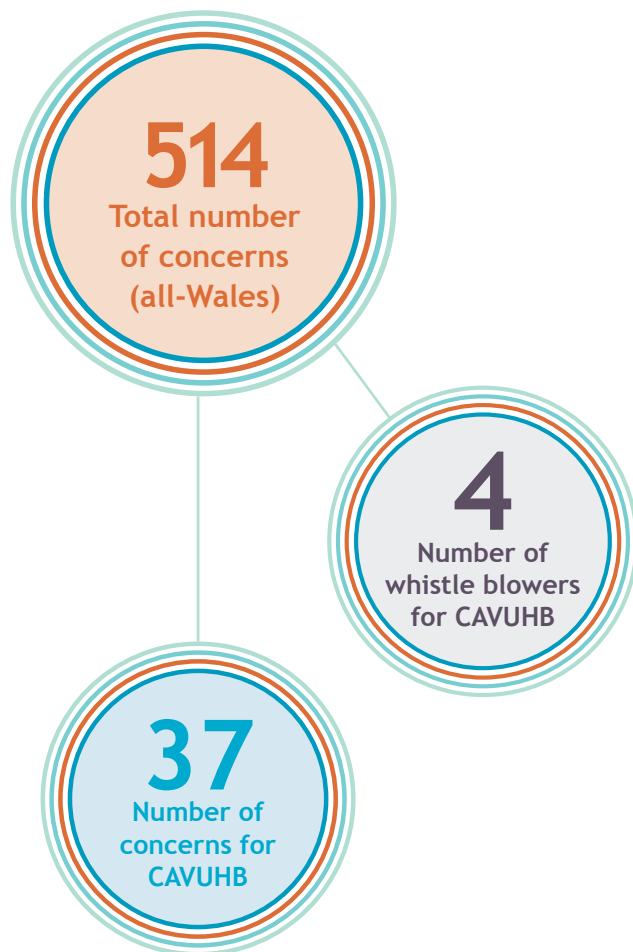 514
Total number
of concerns
(all-Wales)
4
Number of
whistle blowers
for CAVUHB
37
Number of
concerns for
CAVUHB